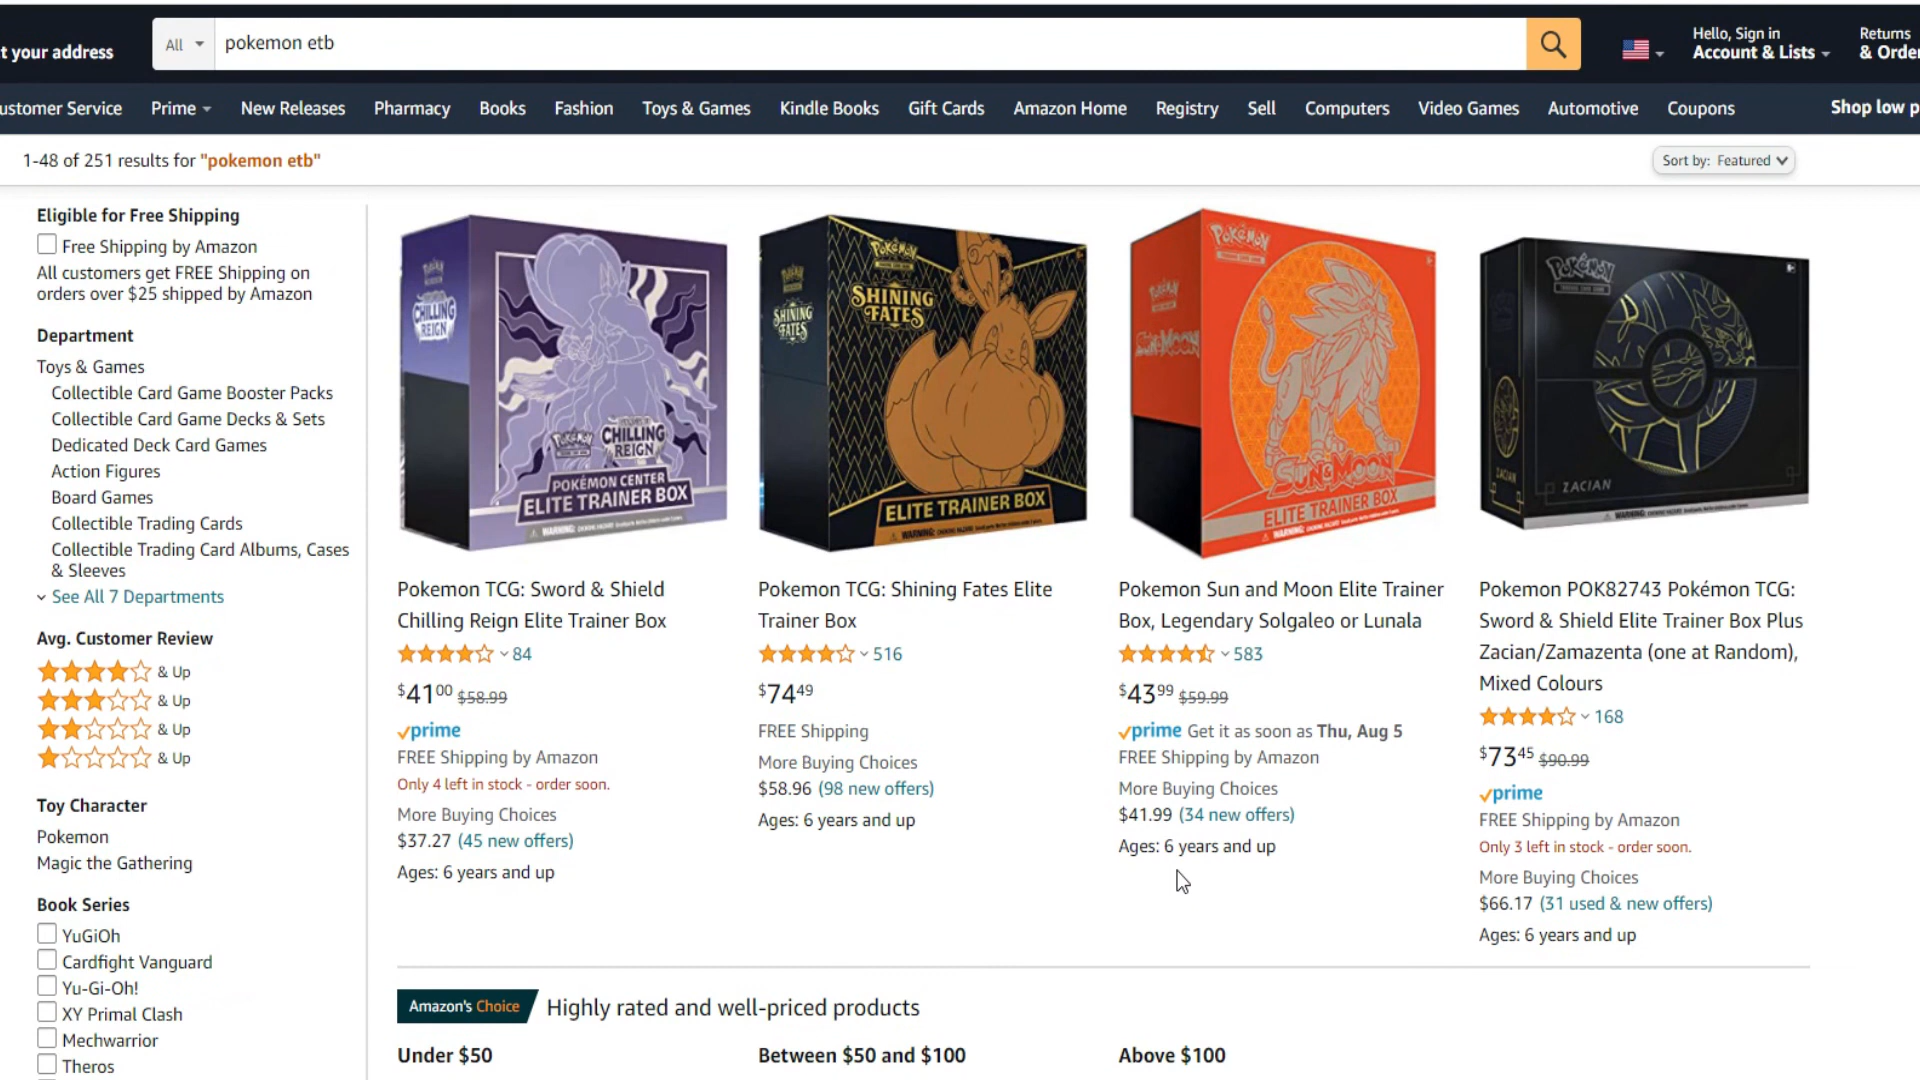 t your address
All
pokemon etb
Hello, Sign in
Account & Lists
Returns
& Order
ustomer Service
Prime
New Releases
Pharmacy
Books
Fashion
Toys & Games
Kindle Books
Gift Cards
Amazon Home
Registry
Sell
Computers
Video Games
Automotive
Coupons
Shop low p
1-48 of 251 results for "pokemon etb"
Sort by: Featured
Eligible for Free Shipping
Free Shipping by Amazon
All customers get FREE Shipping on
orders over $25 shipped by Amazon
Department
Toys & Games
Collectible Card Game Booster Packs
Collectible Card Game Decks & Sets
Dedicated Deck Card Games
Action Figures
Board Games
Collectible Trading Cards
Collectible Trading Card Albums, Cases
& Sleeves
See All 7 Departments
Avg. Customer Review
& Up
& Up
& Up
& Up
Toy Character
Pokemon
Magic the Gathering
Book Series
YuGiOh
Cardfight Vanguard
Yu-Gi-Oh!
XY Primal Clash
Mechwarrior
Theros
CHILLING
REIGN
CHILLING
REIGN
POKÉMON CENTER
ELITE TRAINER BOX
Pokemon TCG: Sword & Shield
Chilling Reign Elite Trainer Box
84
$41.00 $58.99
prime
FREE Shipping by Amazon
Only 4 left in stock - order soon.
More Buying Choices
$37.27 (45 new offers)
Ages: 6 years and up
POKÉMON
SHINING
FATES
SHINING
FATES
ELITE TRAINER BOX
Pokemon TCG: Shining Fates Elite
Trainer Box
516
$74.49
FREE Shipping
More Buying Choices
$58.96 (98 new offers)
Ages: 6 years and up
POKÉMON
SUN & MOON
SUN & MOON
ELITE TRAINER BOX
Pokemon Sun and Moon Elite Trainer
Box, Legendary Solgaleo or Lunala
583
$43.99 $59.99
prime Get it as soon as Thu, Aug 5
FREE Shipping by Amazon
More Buying Choices
$41.99 (34 new offers)
Ages: 6 years and up
POKÉMON
ZACIAN
ZACIAN
Pokemon POK82743 Pokémon TCG:
Sword & Shield Elite Trainer Box Plus
Zacian/Zamazenta (one at Random),
Mixed Colours
168
$73.45 $90.99
prime
FREE Shipping by Amazon
Only 3 left in stock - order soon.
More Buying Choices
$66.17 (31 used & new offers)
Ages: 6 years and up
Amazon's Choice
Highly rated and well-priced products
Under $50
Between $50 and $100
Above $100